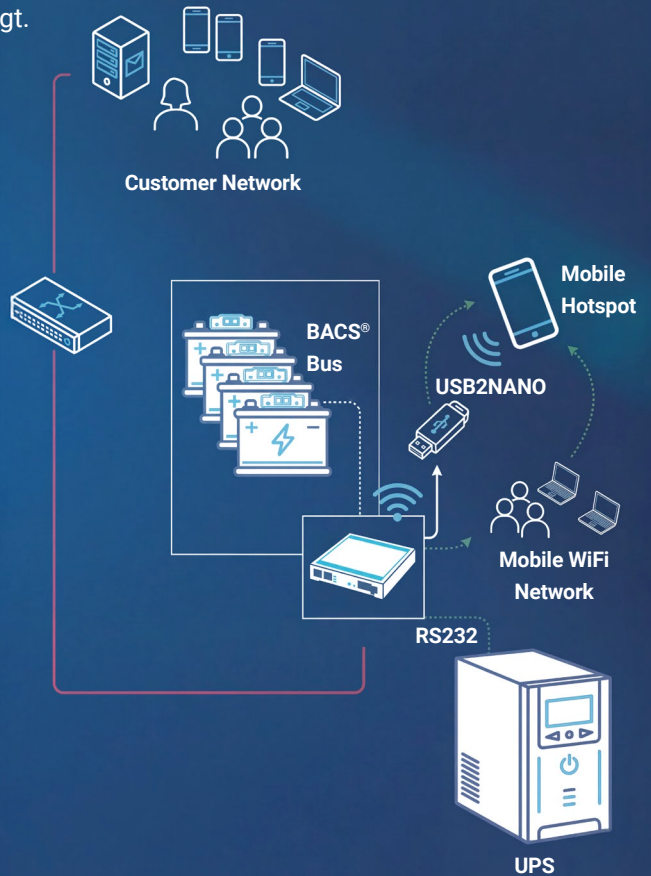 gt.
Customer Network
Mobile
Hotspot
BACS®
Bus
USB2NANO
Mobile WiFi
Network
RS232
UPS